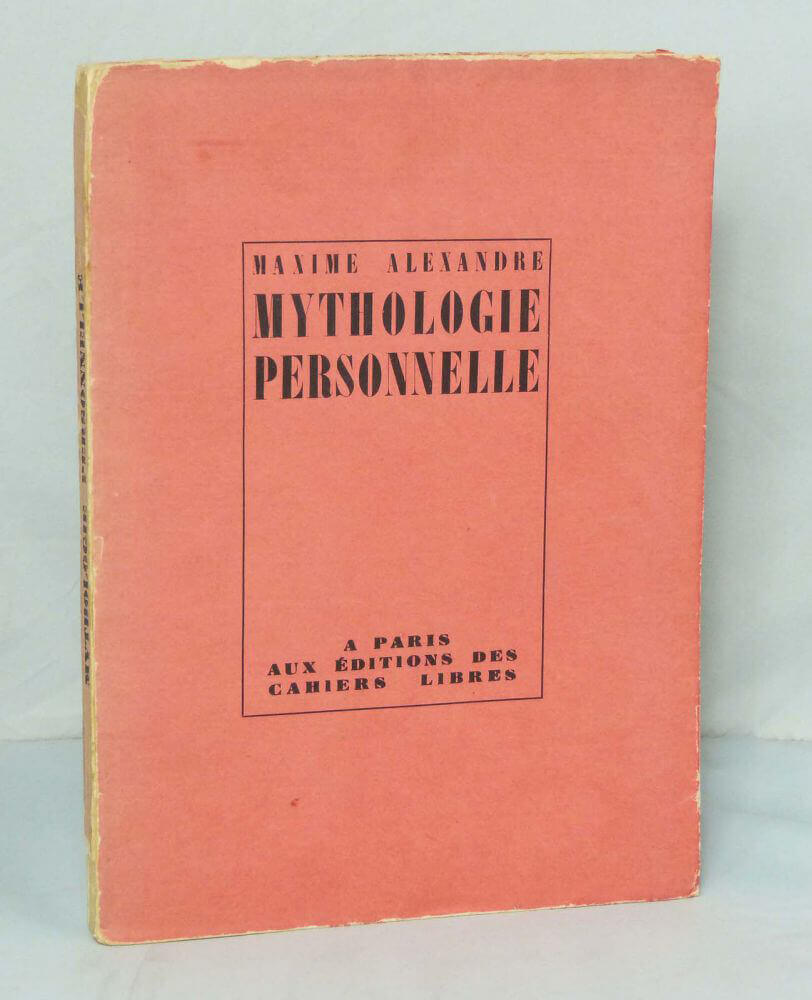 MAXIME ALEXANDRE
MYTHOLOGIE
PERSONNELLE
A PARIS
AUX ÉDITIONS DES
CAHIERS LIBRES